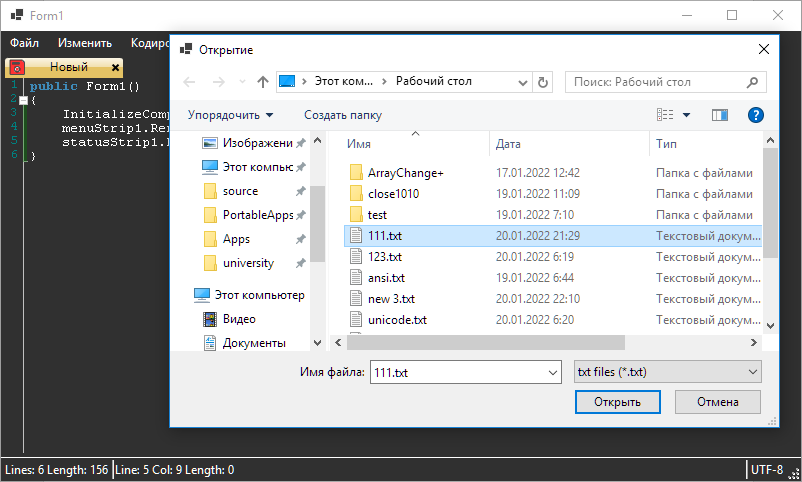 Form1
Файл Изменить
Новый
1 public Form1()
2 {
3 InitializeComp
4 menuStrip1.Re
5 statusStrip1.
6 }
Открытие
Этот ком... Рабочий стол
Поиск: Рабочий стол
Упорядочить Создать папку
Изображени
Этот компьк
source
PortableApps
Apps
university
Этот компьютер
Видео
Документы
Имя Дата Тип
ArrayChange+ 17.01.2022 12:42 Папка с файлами
close1010 19.01.2022 11:09 Папка с файлами
test 19.01.2022 7:10 Папка с файлами
111.txt 20.01.2022 21:29 Текстовый докум...
123.txt 20.01.2022 6:19 Текстовый докум...
ansi.txt 19.01.2022 6:44 Текстовый докум...
new 3.txt 20.01.2022 22:10 Текстовый докум...
unicode.txt 20.01.2022 6:20 Текстовый докум...
Имя файла: 111.txt txt files (*.txt)
Открыть Отмена
Lines: 6 Length: 156 Line: 5 Col: 9 Length: 0 UTF-8